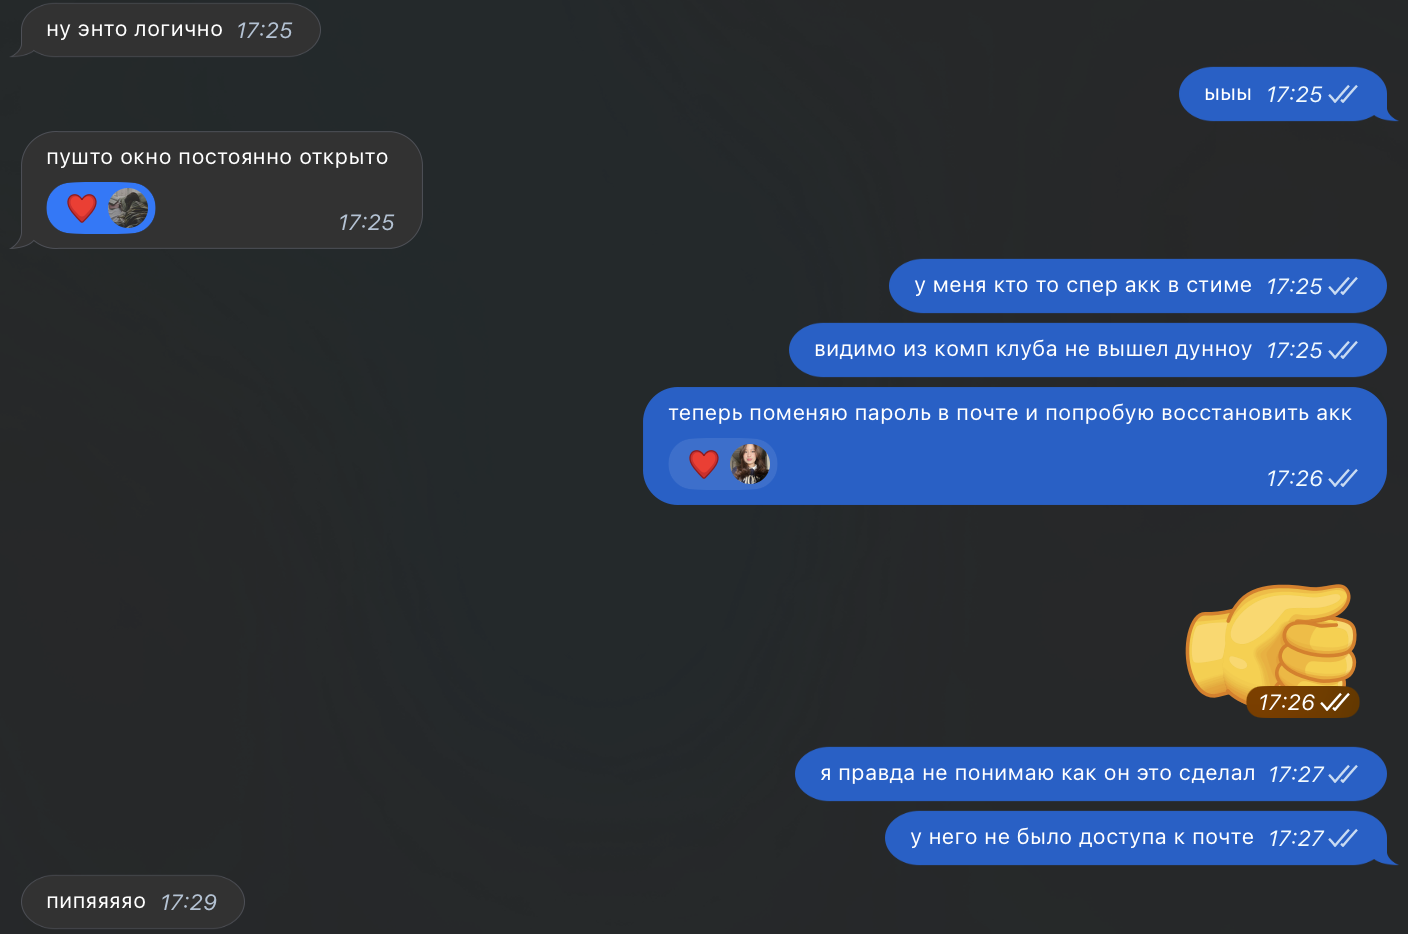 ну энто логично 17:25
ыыы 17:25
пушто окно постоянно открыто
17:25
у меня кто то спер акк в стиме 17:25
видимо из комп клуба не вышел дунноу 17:25
теперь поменяю пароль в почте и попробую восстановить акк
17:26
17:26
я правда не понимаю как он это сделал 17:27
у него не было доступа к почте 17:27
пипяяяяо 17:29